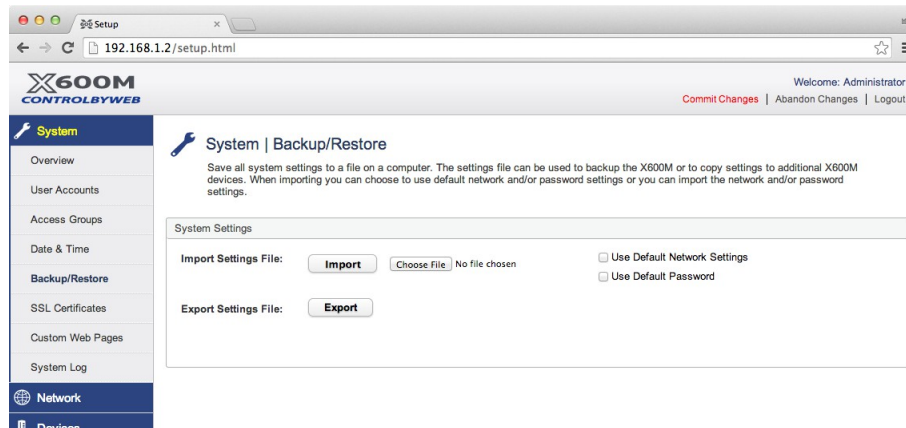 Setup
192.168.1.2/setup.html
X600M
CONTROLBYWEB
Welcome: Administrator
Commit Changes | Abandon Changes | Logout
System
Overview
User Accounts
Access Groups
Date & Time
Backup/Restore
SSL Certificates
Custom Web Pages
System Log
Network
Devices
System | Backup/Restore
Save all system settings to a file on a computer. The settings file can be used to backup the X600M or to copy settings to additional X600M
devices. When importing you can choose to use default network and/or password settings or you can import the network and/or password
settings.
System Settings
Import Settings File: Import Choose File No file chosen
Use Default Network Settings
Use Default Password
Export Settings File: Export